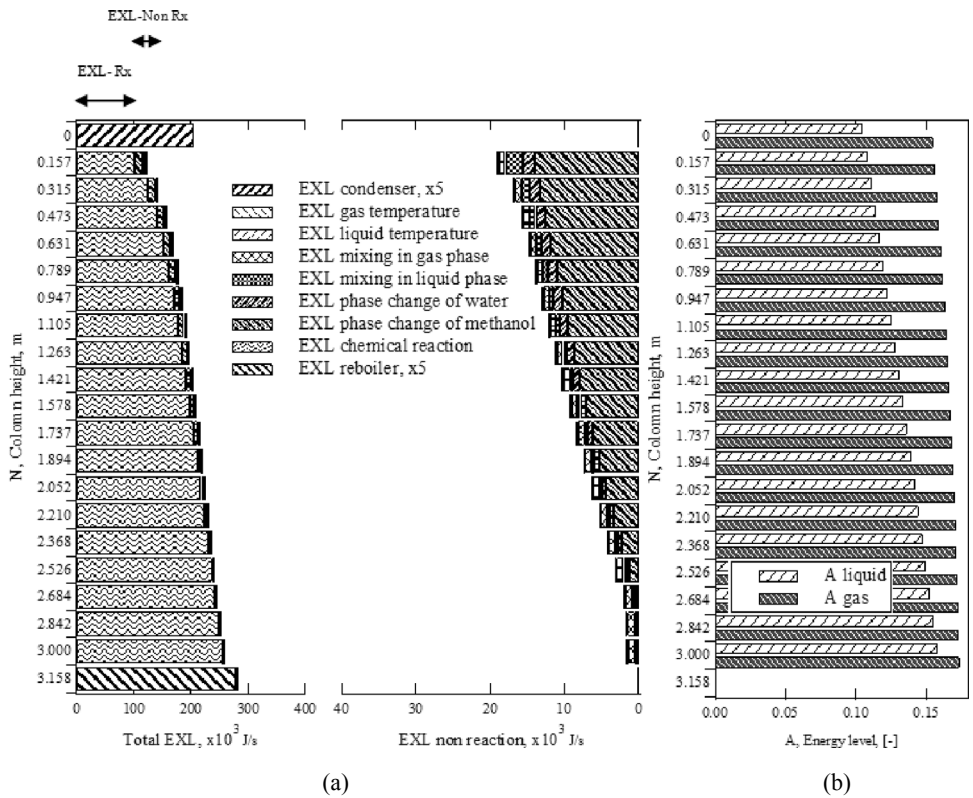 EXL-Non Rx
EXL- Rx
N, Colomn height, m
0
0.157
0.315
0.473
0.631
0.789
0.947
1.105
1.263
1.421
1.578
1.737
1.894
2.052
2.210
2.368
2.526
2.684
2.842
3.000
3.158
0 100 200 300 400
Total EXL, x10³ J/s
EXL condenser, x5
EXL gas temperature
EXL liquid temperature
EXL mixing in gas phase
EXL mixing in liquid phase
EXL phase change of water
EXL phase change of methanol
EXL chemical reaction
EXL reboiler, x5
40 20 10 0
EXL non reaction, x10³ J/s
(a)
N, Colomn height, m
0
0.157
0.315
0.473
0.631
0.789
0.947
1.105
1.263
1.421
1.578
1.737
1.894
2.052
2.210
2.368
2.526
2.684
2.842
3.000
3.158
A liquid
A gas
0.00 0.05 0.10 0.15
A, Energy level, [-]
(b)